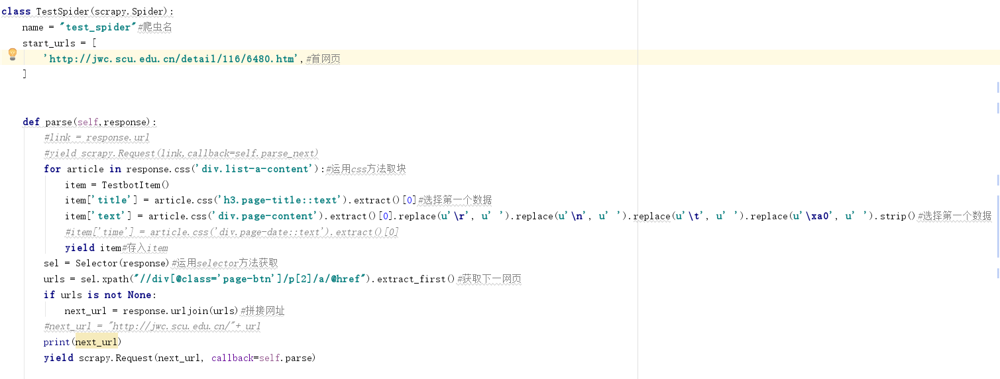 class TestSpider(scrapy.Spider):
    name = "test_spider"#爬虫名
    start_urls = [
        'http://jwc.scu.edu.cn/detail/116/6480.htm',#首网页
    ]
    def parse(self,response):
        #link = response.url
        #yield scrapy.Request(link,callback=self.parse_next)
        for article in response.css('div.list-a-content'):#运用css方法取块
            item = TestbotItem()
            item['title'] = article.css('h3.page-title::text').extract()[0]#选择第一个数据
            item['text'] = article.css('div.page-content').extract()[0].replace(u'\r', u' ').replace(u'\n', u' ').replace(u'\t', u' ').replace(u'\xa0', u' ').strip()#选择第一个数据
            #item['time'] = article.css('div.page-date::text').extract()[0]
            yield item#存入item
        sel = Selector(response)#运用selector方法获取
        urls = sel.xpath("//div[@class='page-btn']/p[2]/a/@href").extract_first()#获取下一网页
        if urls is not None:
            next_url = response.urljoin(urls)#拼接网址
        #next_url = "http://jwc.scu.edu.cn/"+ url
        print(next_url)
        yield scrapy.Request(next_url, callback=self.parse)